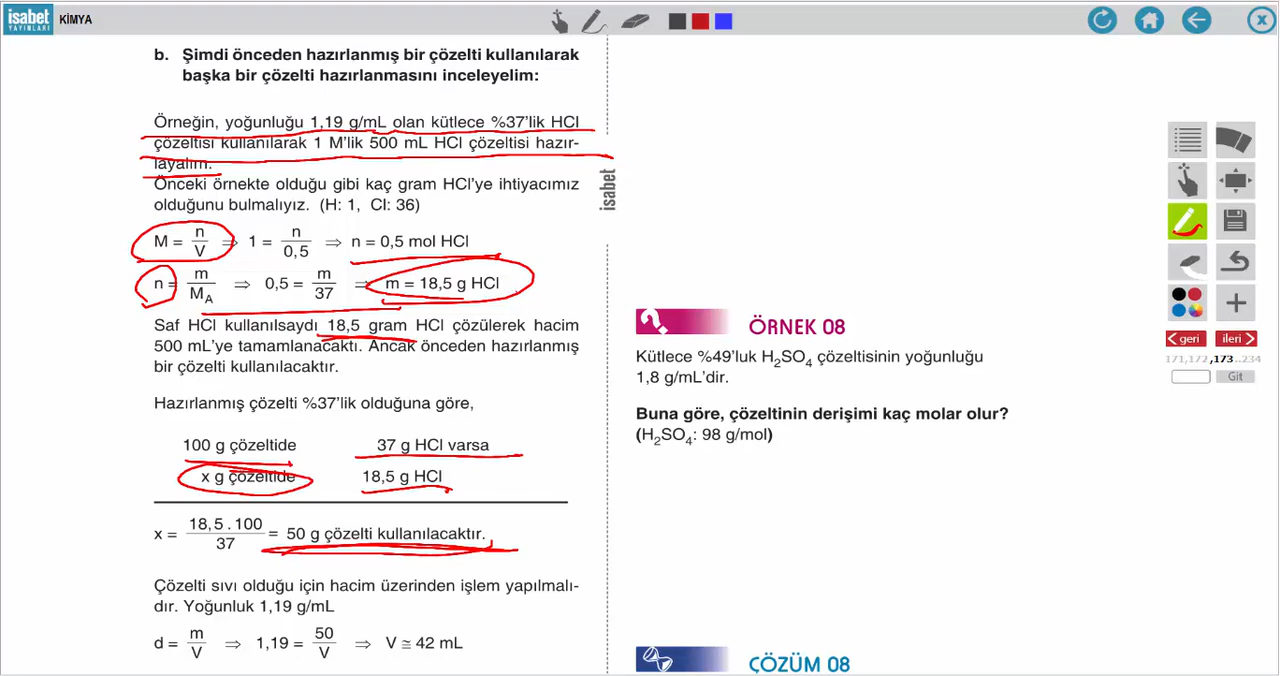 isabet
YAYINLARI
KİMYA
b. Şimdi önceden hazırlanmış bir çözelti kullanılarak
başka bir çözelti hazırlanmasını inceleyelim:
Örneğin, yoğunluğu 1,19 g/mL olan kütlece %37'lik HCl
çözeltisi kullanılarak 1 M'lik 500 mL HCl çözeltisi hazır-
layalım.
Önceki örnekte olduğu gibi kaç gram HCl'ye ihtiyacımız
olduğunu bulmalıyız. (H: 1, Cl: 36)
M = n/V ⇒ 1 = n/0,5 ⇒ n = 0,5 mol HCl
n = m/M_A ⇒ 0,5 = m/37 ⇒ m = 18,5 g HCl
Saf HCl kullanılsaydı 18,5 gram HCl çözülerek hacim
500 mL'ye tamamlanacaktı. Ancak önceden hazırlanmış
bir çözelti kullanılacaktır.
Hazırlanmış çözelti %37'lik olduğuna göre,
100 g çözeltide 37 g HCl varsa
x g çözeltide 18,5 g HCl
x = 18,5 . 100/37 = 50 g çözelti kullanılacaktır.
Çözelti sıvı olduğu için hacim üzerinden işlem yapılmalı-
dır. Yoğunluk 1,19 g/mL
d = m/V ⇒ 1,19 = 50/V ⇒ V ≅ 42 mL
isabet
ÖRNEK 08
Kütlece %49'luk H₂SO₄ çözeltisinin yoğunluğu
1,8 g/mL'dir.
Buna göre, çözeltinin derişimi kaç molar olur?
(H₂SO₄: 98 g/mol)
ÇÖZÜM 08
geri ileri
171,172,173..234
Git